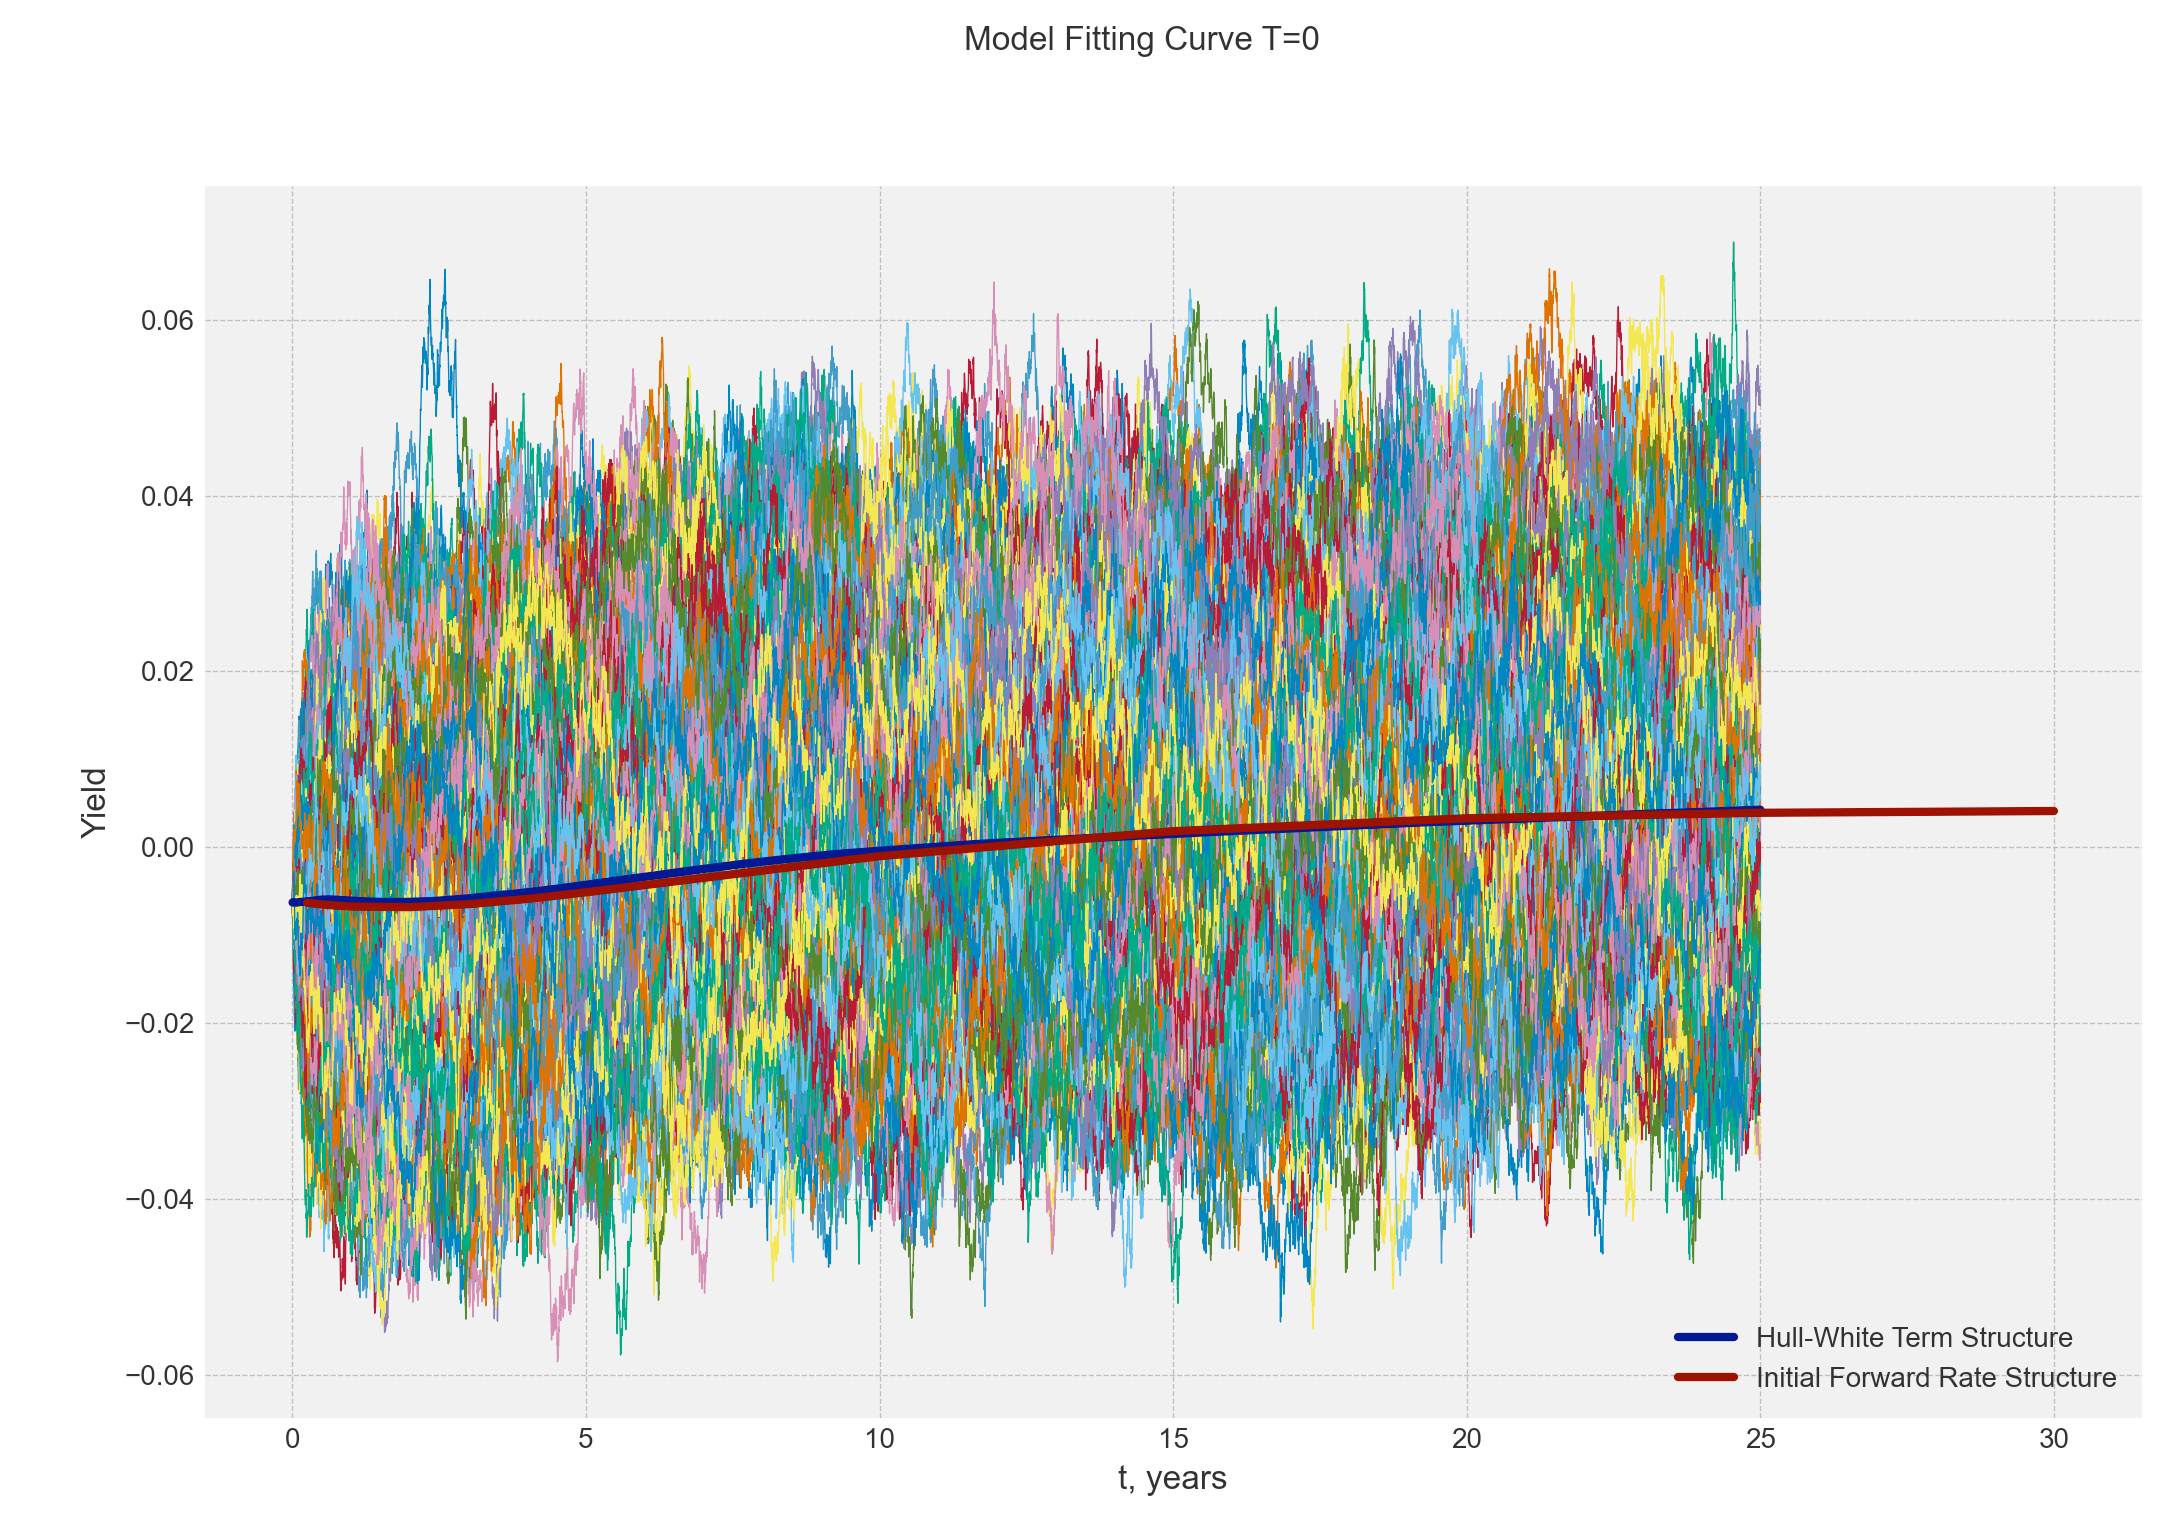 Model Fitting Curve T=0
Yield
0.06
0.04
0.02
0.00
−0.02
−0.04
−0.06
Hull-White Term Structure
Initial Forward Rate Structure
0 5 10 15 20 25 30
t, years